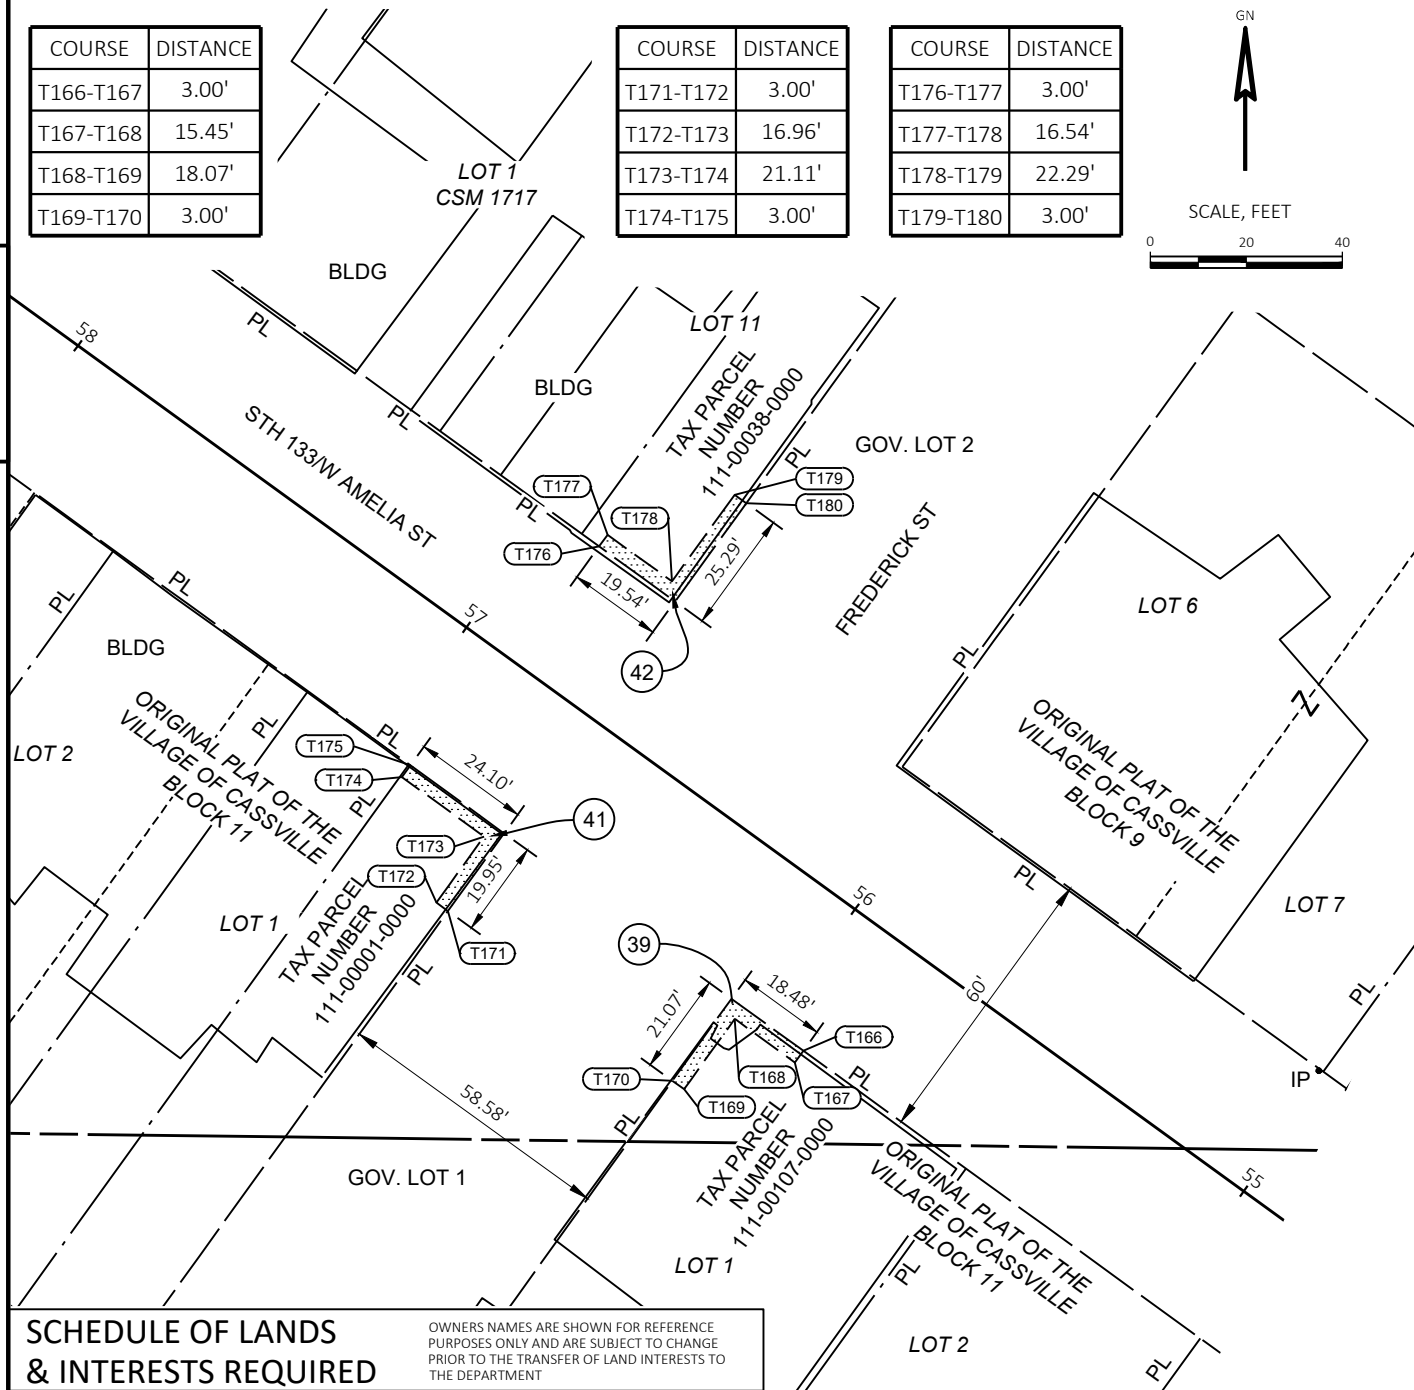 COURSE DISTANCE
T166-T167 3.00'
T167-T168 15.45'
T168-T169 18.07'
T169-T170 3.00'
COURSE DISTANCE
T171-T172 3.00'
T172-T173 16.96'
T173-T174 21.11'
T174-T175 3.00'
COURSE DISTANCE
T176-T177 3.00'
T177-T178 16.54'
T178-T179 22.29'
T179-T180 3.00'
GN
SCALE, FEET
0 20 40
LOT 1
CSM 1717
BLDG
PL
58
LOT 11
BLDG
TAX PARCEL
NUMBER
111-00038-0000
PL
PL
PL
STH 133/W AMELIA ST
GOV. LOT 2
T177
T178
T176
T179
T180
19.54'
25.29'
42
FREDERICK ST
57
PL
PL
BLDG
LOT 2
ORIGINAL PLAT OF THE
VILLAGE OF CASSVILLE
BLOCK 11
PL
PL
T175
T174
24.10'
41
PL
T173
T172
19.95'
T171
LOT 1
TAX PARCEL
NUMBER
111-00001-0000
PL
LOT 6
PL
Z
ORIGINAL PLAT OF THE
VILLAGE OF CASSVILLE
BLOCK 9
PL
LOT 7
56
60'
PL
IP
39
21.07'
18.48'
T166
T170
T168
T167
T169
PL
PL
58.58'
TAX PARCEL
NUMBER
111-00107-0000
GOV. LOT 1
LOT 1
55
ORIGINAL PLAT OF THE
VILLAGE OF CASSVILLE
BLOCK 11
PL
LOT 2
PL
SCHEDULE OF LANDS
& INTERESTS REQUIRED
OWNERS NAMES ARE SHOWN FOR REFERENCE
PURPOSES ONLY AND ARE SUBJECT TO CHANGE
PRIOR TO THE TRANSFER OF LAND INTERESTS TO
THE DEPARTMENT